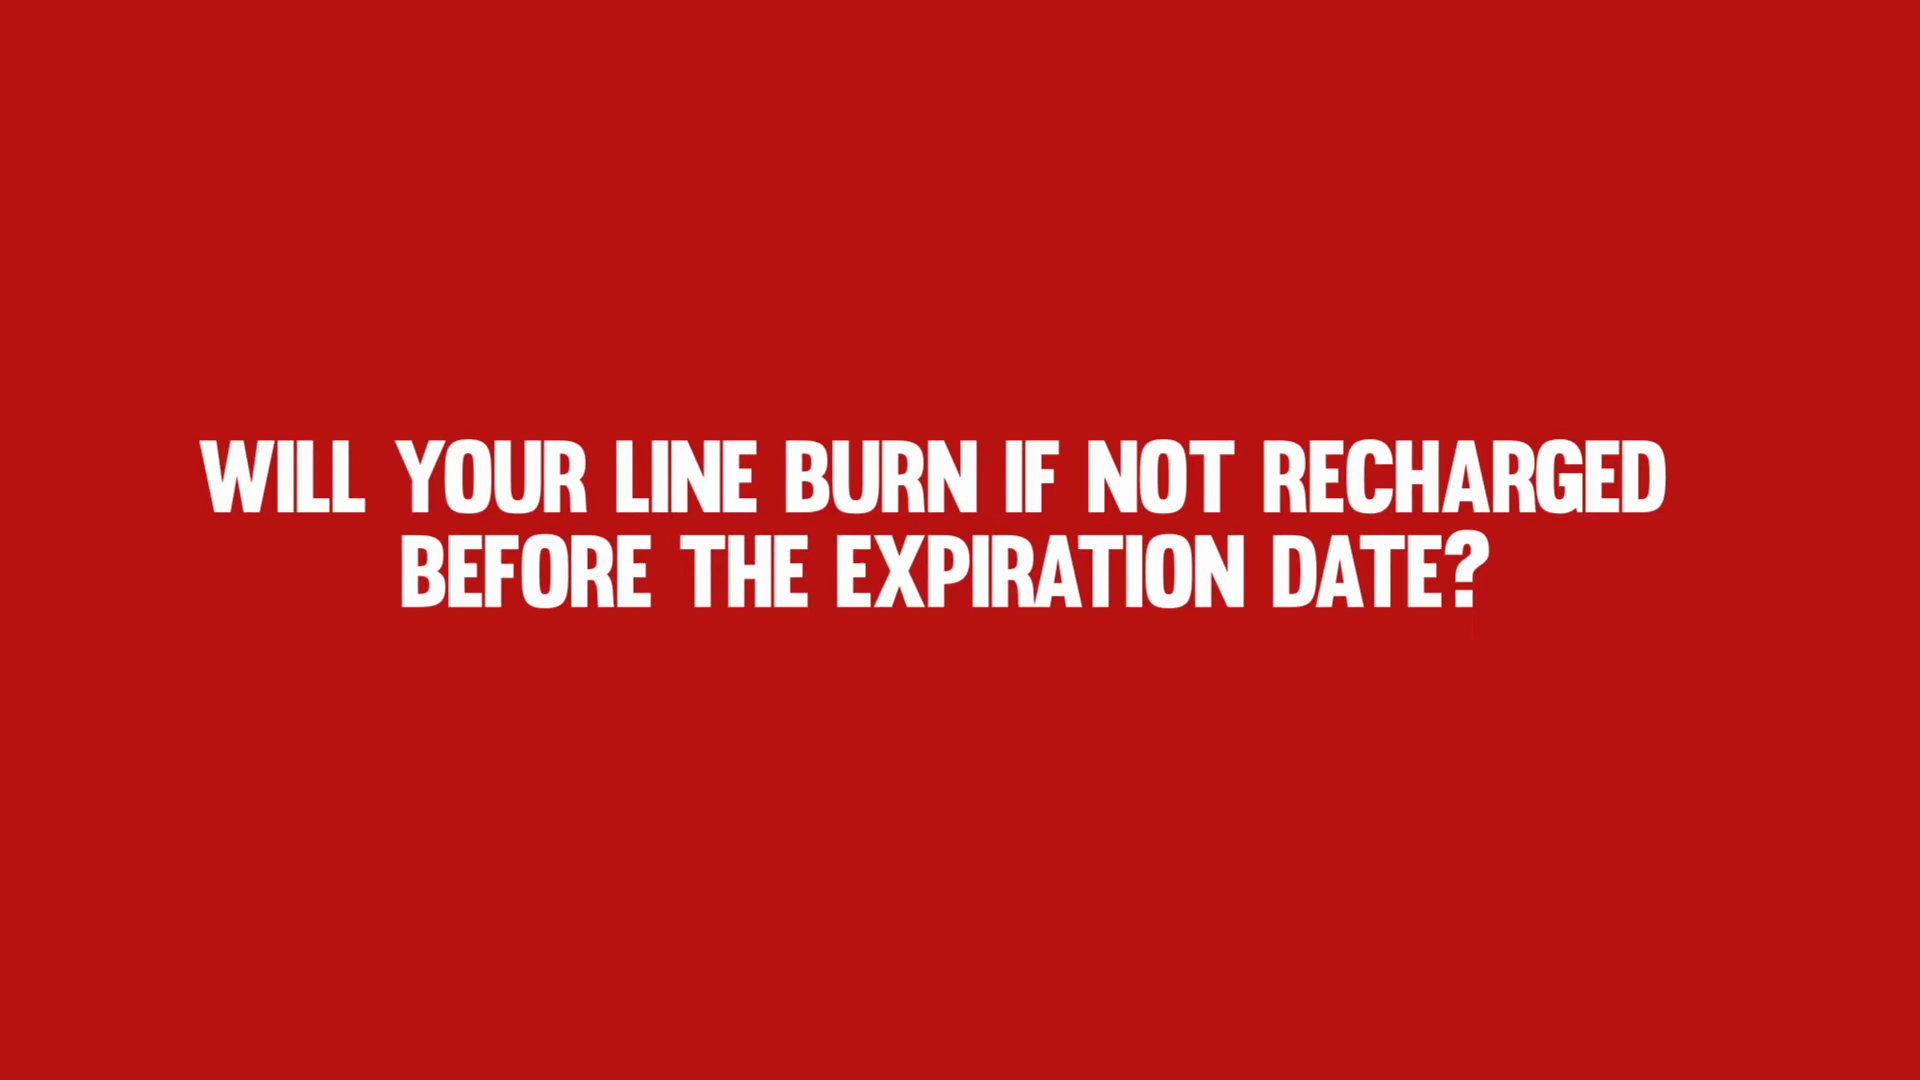 WILL YOUR LINE BURN IF NOT RECHARGED
BEFORE THE EXPIRATION DATE?